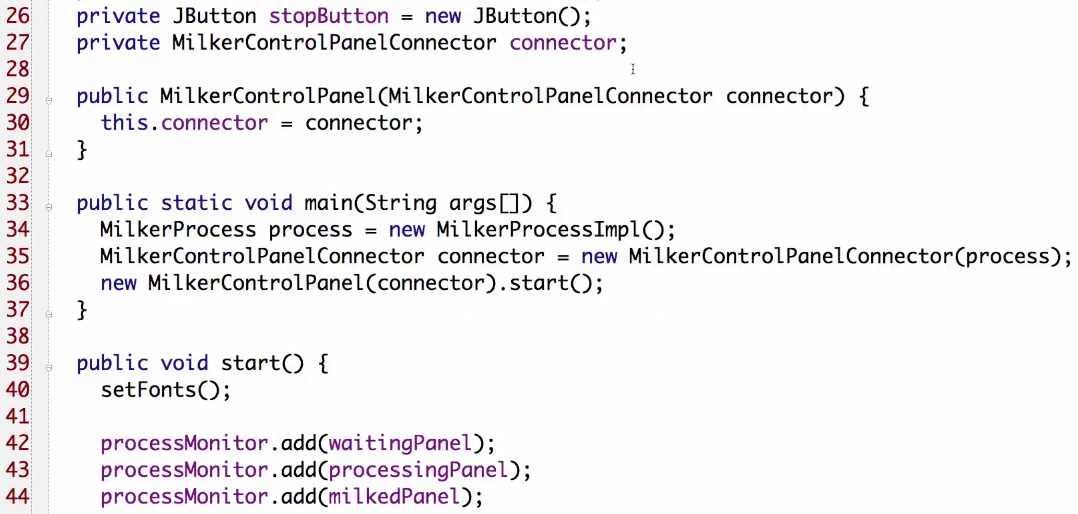 26 private JButton stopButton = new JButton();
27 private MilkerControlPanelConnector connector;
28
29 public MilkerControlPanel(MilkerControlPanelConnector connector) {
30 this.connector = connector;
31 }
32
33 public static void main(String args[]) {
34 MilkerProcess process = new MilkerProcessImpl();
35 MilkerControlPanelConnector connector = new MilkerControlPanelConnector(process);
36 new MilkerControlPanel(connector).start();
37 }
38
39 public void start() {
40 setFonts();
41
42 processMonitor.add(waitingPanel);
43 processMonitor.add(processingPanel);
44 processMonitor.add(milkedPanel);